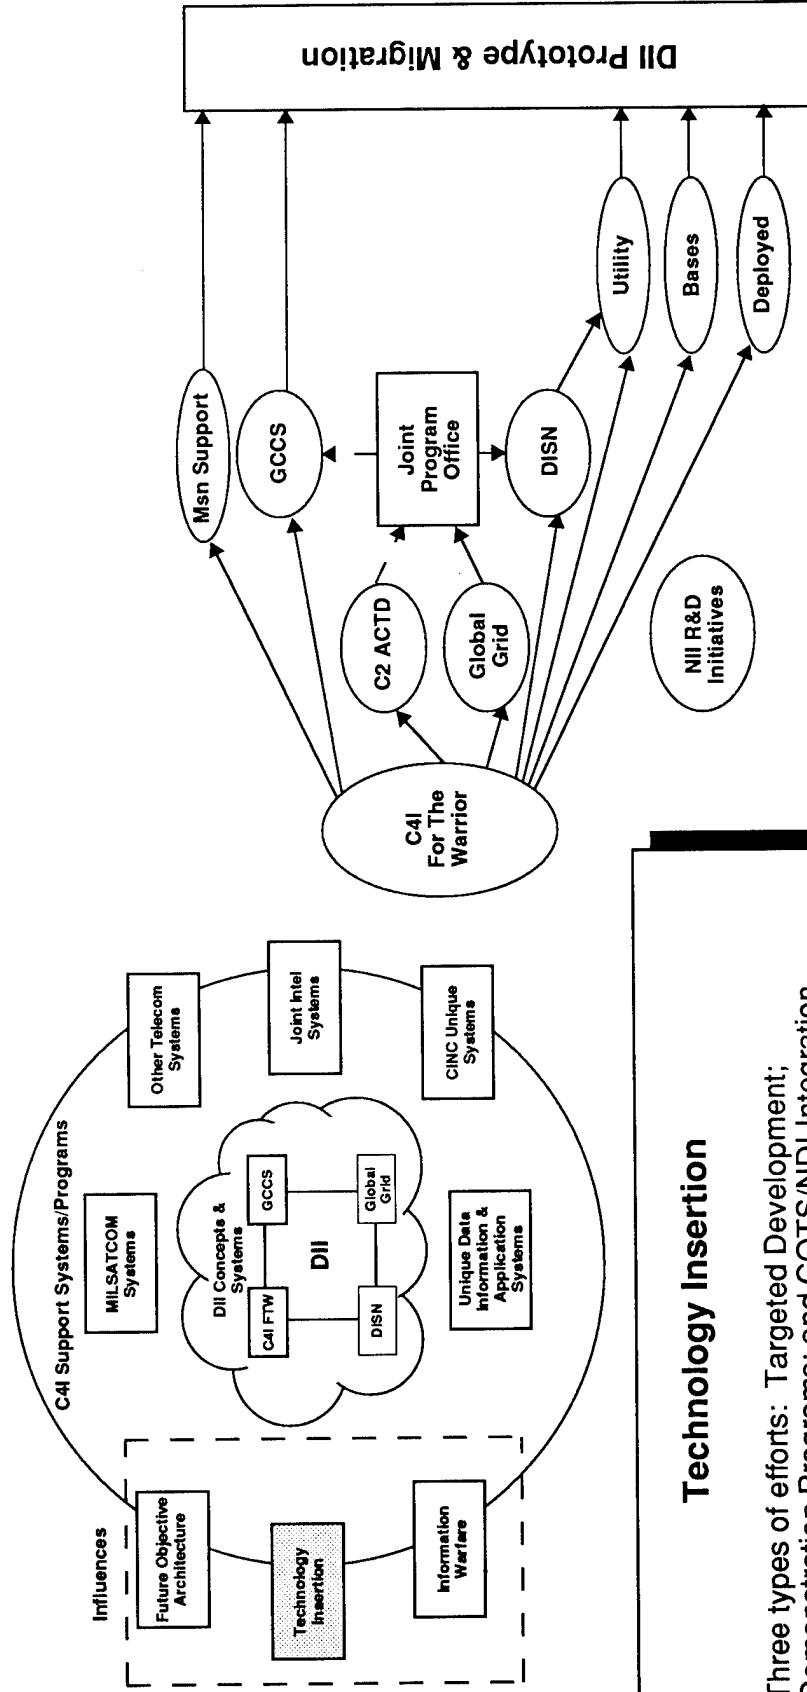 Influences
Future Objective
Architecture
Technology
Insertion
Information
Warfare
C4I Support Systems/Programs
MILSATCOM
Systems
Other Telecom
Systems
Joint Intel
Systems
CINC Unique
Systems
Unique Data
Information &
Application
Systems
DII Concepts &
Systems
C4I FTW
GCCS
DII
DISN
Global
Grid
C4I
For The
Warrior
Msn Support
GCCS
C2 ACTD
Global
Grid
Joint
Program
Office
DISN
Utility
Bases
Deployed
NII R&D
Initiatives
DII Prototype & Migration
Technology Insertion
Three types of efforts: Targeted Development;
Demonstration Programs; and COTS/NDI Integration